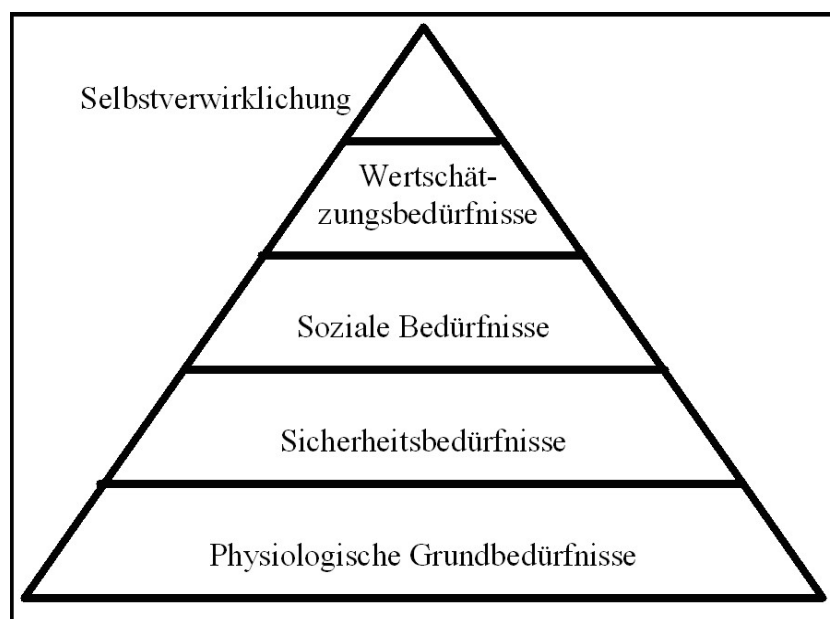 Selbstverwirklichung
Wertschät-
zungsbedürfnisse
Soziale Bedürfnisse
Sicherheitsbedürfnisse
Physiologische Grundbedürfnisse